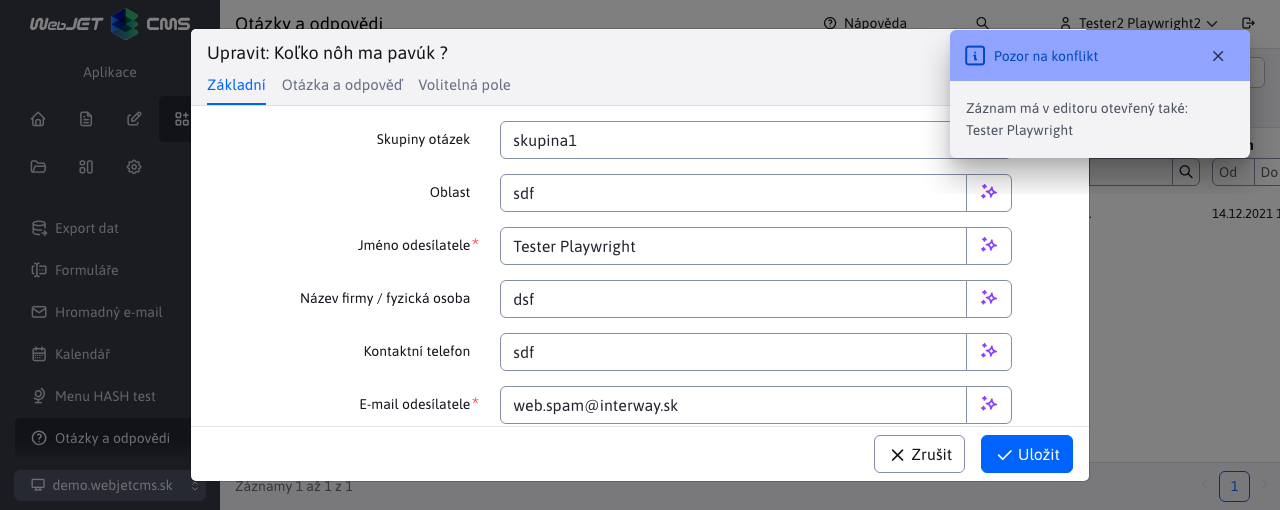 WebJET CMS
Otázky a odpovědi
Nápověda
Tester2 Playwright2
Aplikace
Export dat
Formuláře
Hromadný e-mail
Kalendář
Menu HASH test
Otázky a odpovědi
demo.webjetcms.sk
Upravit: Koľko nôh ma pavúk ?
Základní
Otázka a odpověď
Volitelná pole
Skupiny otázek
skupina1
Oblast
sdf
Jméno odesílatele*
Tester Playwright
Název firmy / fyzická osoba
dsf
Kontaktní telefon
sdf
E-mail odesílatele*
web.spam@interway.sk
Zrušit
Uložit
Pozor na konflikt
Záznam má v editoru otevřený také:
Tester Playwright
Od
Do
14.12.2021
Záznamy 1 až 1 z 1
1